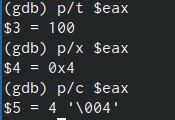 (gdb) p/t $eax
$3 = 100
(gdb) p/x $eax
$4 = 0x4
(gdb) p/c $eax
$5 = 4 '\004'